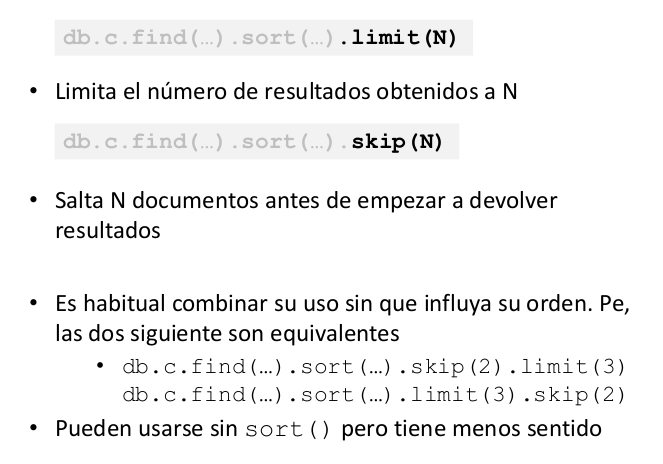 db.c.find(…).sort(…).limit(N)
• Limita el número de resultados obtenidos a N
db.c.find(…).sort(…).skip(N)
• Salta N documentos antes de empezar a devolver
resultados
• Es habitual combinar su uso sin que influya su orden. Pe,
las dos siguiente son equivalentes
• db.c.find(…).sort(…).skip(2).limit(3)
db.c.find(…).sort(…).limit(3).skip(2)
• Pueden usarse sin sort() pero tiene menos sentido